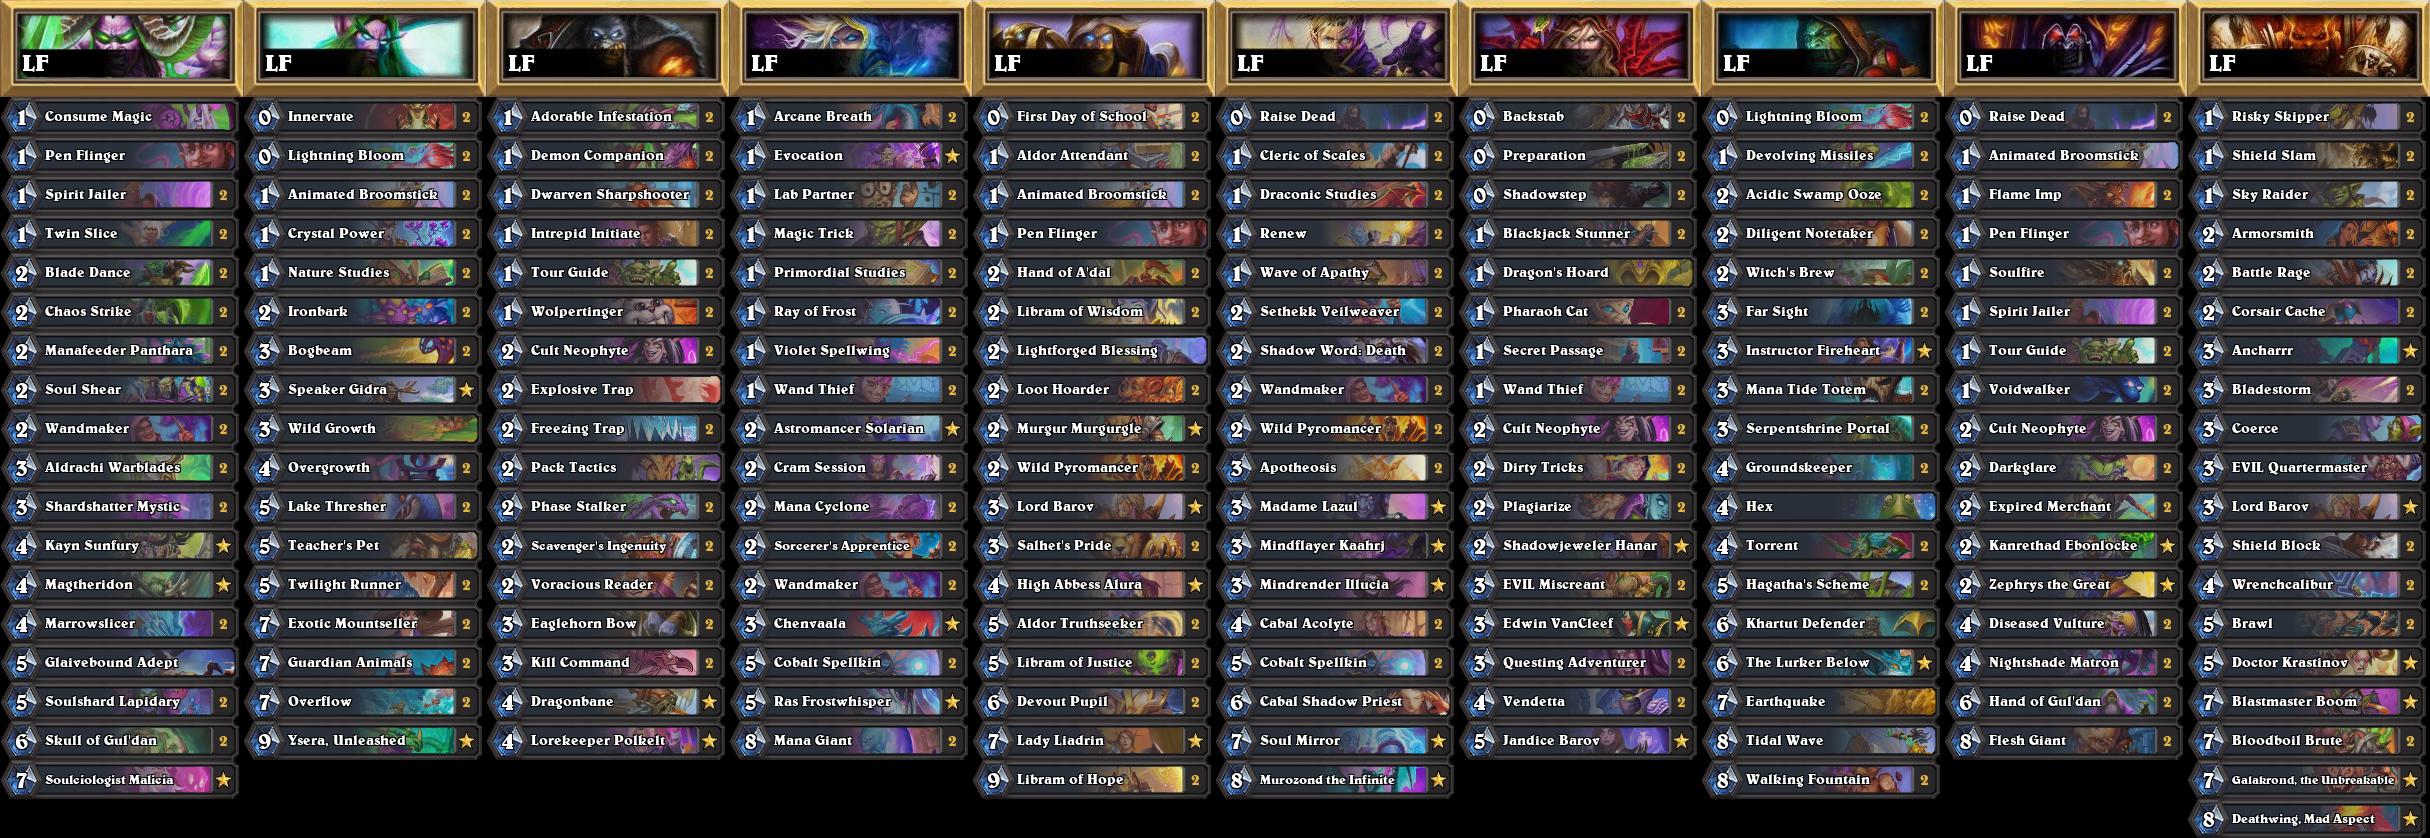 LF
1 Consume Magic
1 Pen Flinger
1 Spirit Jailer 2
1 Twin Slice 2
2 Blade Dance 2
2 Chaos Strike 2
2 Manafeeder Panthara 2
2 Soul Shear 2
2 Wandmaker 2
3 Aldrachi Warblades 2
3 Shardshatter Mystic 2
4 Kayn Sunfury
4 Magtheridon
4 Marrowslicer 2
5 Glaivebound Adept
5 Soulshard Lapidary 2
6 Skull of Gul'dan 2
7 Soulciologist Malicia
LF
0 Innervate 2
0 Lightning Bloom 2
1 Animated Broomstick 2
1 Crystal Power 2
1 Nature Studies 2
2 Ironbark 2
3 Bogbeam 2
3 Speaker Gidra
3 Wild Growth
4 Overgrowth 2
5 Lake Thresher 2
5 Teacher's Pet
5 Twilight Runner 2
7 Exotic Mountseller 2
7 Guardian Animals 2
7 Overflow 2
9 Ysera, Unleashed
LF
1 Adorable Infestation 2
1 Demon Companion 2
1 Dwarven Sharpshooter 2
1 Intrepid Initiate 2
1 Tour Guide 2
1 Wolpertinger 2
2 Cult Neophyte 2
2 Explosive Trap
2 Freezing Trap 2
2 Pack Tactics
2 Phase Stalker 2
2 Scavenger's Ingenuity 2
2 Voracious Reader 2
3 Eaglehorn Bow 2
3 Kill Command 2
4 Dragonbane
4 Lorekeeper Polkelt
LF
1 Arcane Breath 2
1 Evocation
1 Lab Partner 2
1 Magic Trick 2
1 Primordial Studies 2
1 Ray of Frost 2
1 Violet Spellwing 2
1 Wand Thief 2
2 Astromancer Solarian
2 Cram Session 2
2 Mana Cyclone 2
2 Sorcerer's Apprentice 2
2 Wandmaker 2
3 Chenvaala
5 Cobalt Spellkin 2
5 Ras Frostwhisper
8 Mana Giant 2
LF
0 First Day of School 2
1 Aldor Attendant 2
1 Animated Broomstick 2
1 Pen Flinger
2 Hand of A'dal 2
2 Libram of Wisdom 2
2 Lightforged Blessing
2 Loot Hoarder 2
2 Murgur Murgurgle
2 Wild Pyromancer 2
3 Lord Barov
3 Salhet's Pride 2
4 High Abbess Alura
5 Aldor Truthseeker 2
5 Libram of Justice 2
6 Devout Pupil 2
7 Lady Liadrin
9 Libram of Hope 2
LF
0 Raise Dead 2
1 Cleric of Scales 2
1 Draconic Studies 2
1 Renew 2
1 Wave of Apathy 2
2 Sethekk Veilweaver 2
2 Shadow Word: Death 2
2 Wandmaker 2
2 Wild Pyromancer 2
3 Apotheosis 2
3 Madame Lazul
3 Mindflayer Kaahrj
3 Mindrender Illucia
4 Cabal Acolyte 2
5 Cobalt Spellkin 2
6 Cabal Shadow Priest
7 Soul Mirror
8 Murozond the Infinite
LF
0 Backstab 2
0 Preparation 2
0 Shadowstep 2
1 Blackjack Stunner 2
1 Dragon's Hoard
1 Pharaoh Cat 2
1 Secret Passage 2
1 Wand Thief 2
2 Cult Neophyte 2
2 Dirty Tricks 2
2 Plagiarize 2
2 Shadowjeweler Hanar
3 EVIL Miscreant 2
3 Edwin VanCleef
3 Questing Adventurer 2
4 Vendetta 2
5 Jandice Barov
LF
0 Lightning Bloom 2
1 Devolving Missiles 2
2 Acidic Swamp Ooze 2
2 Diligent Notetaker 2
2 Witch's Brew 2
3 Far Sight 2
3 Instructor Fireheart
3 Mana Tide Totem 2
3 Serpentshrine Portal 2
4 Groundskeeper 2
4 Hex
4 Torrent 2
5 Hagatha's Scheme 2
6 Khartut Defender 2
6 The Lurker Below
7 Earthquake
8 Tidal Wave
8 Walking Fountain 2
LF
0 Raise Dead 2
1 Animated Broomstick
1 Flame Imp 2
1 Pen Flinger
1 Soulfire 2
1 Spirit Jailer 2
1 Tour Guide 2
1 Voidwalker 2
2 Cult Neophyte 2
2 Darkglare 2
2 Expired Merchant 2
2 Kanrethad Ebonlocke
2 Zephrys the Great
4 Diseased Vulture 2
4 Nightshade Matron 2
6 Hand of Gul'dan 2
8 Flesh Giant 2
LF
1 Risky Skipper 2
1 Shield Slam 2
1 Sky Raider 2
2 Armorsmith 2
2 Battle Rage 2
2 Corsair Cache 2
3 Ancharrr
3 Bladestorm 2
3 Coerce
3 EVIL Quartermaster
3 Lord Barov
3 Shield Block 2
4 Wrenchcalibur 2
5 Brawl 2
5 Doctor Krastinov
7 Blastmaster Boom
7 Bloodboil Brute 2
7 Galakrond, the Unbreakable
8 Deathwing, Mad Aspect